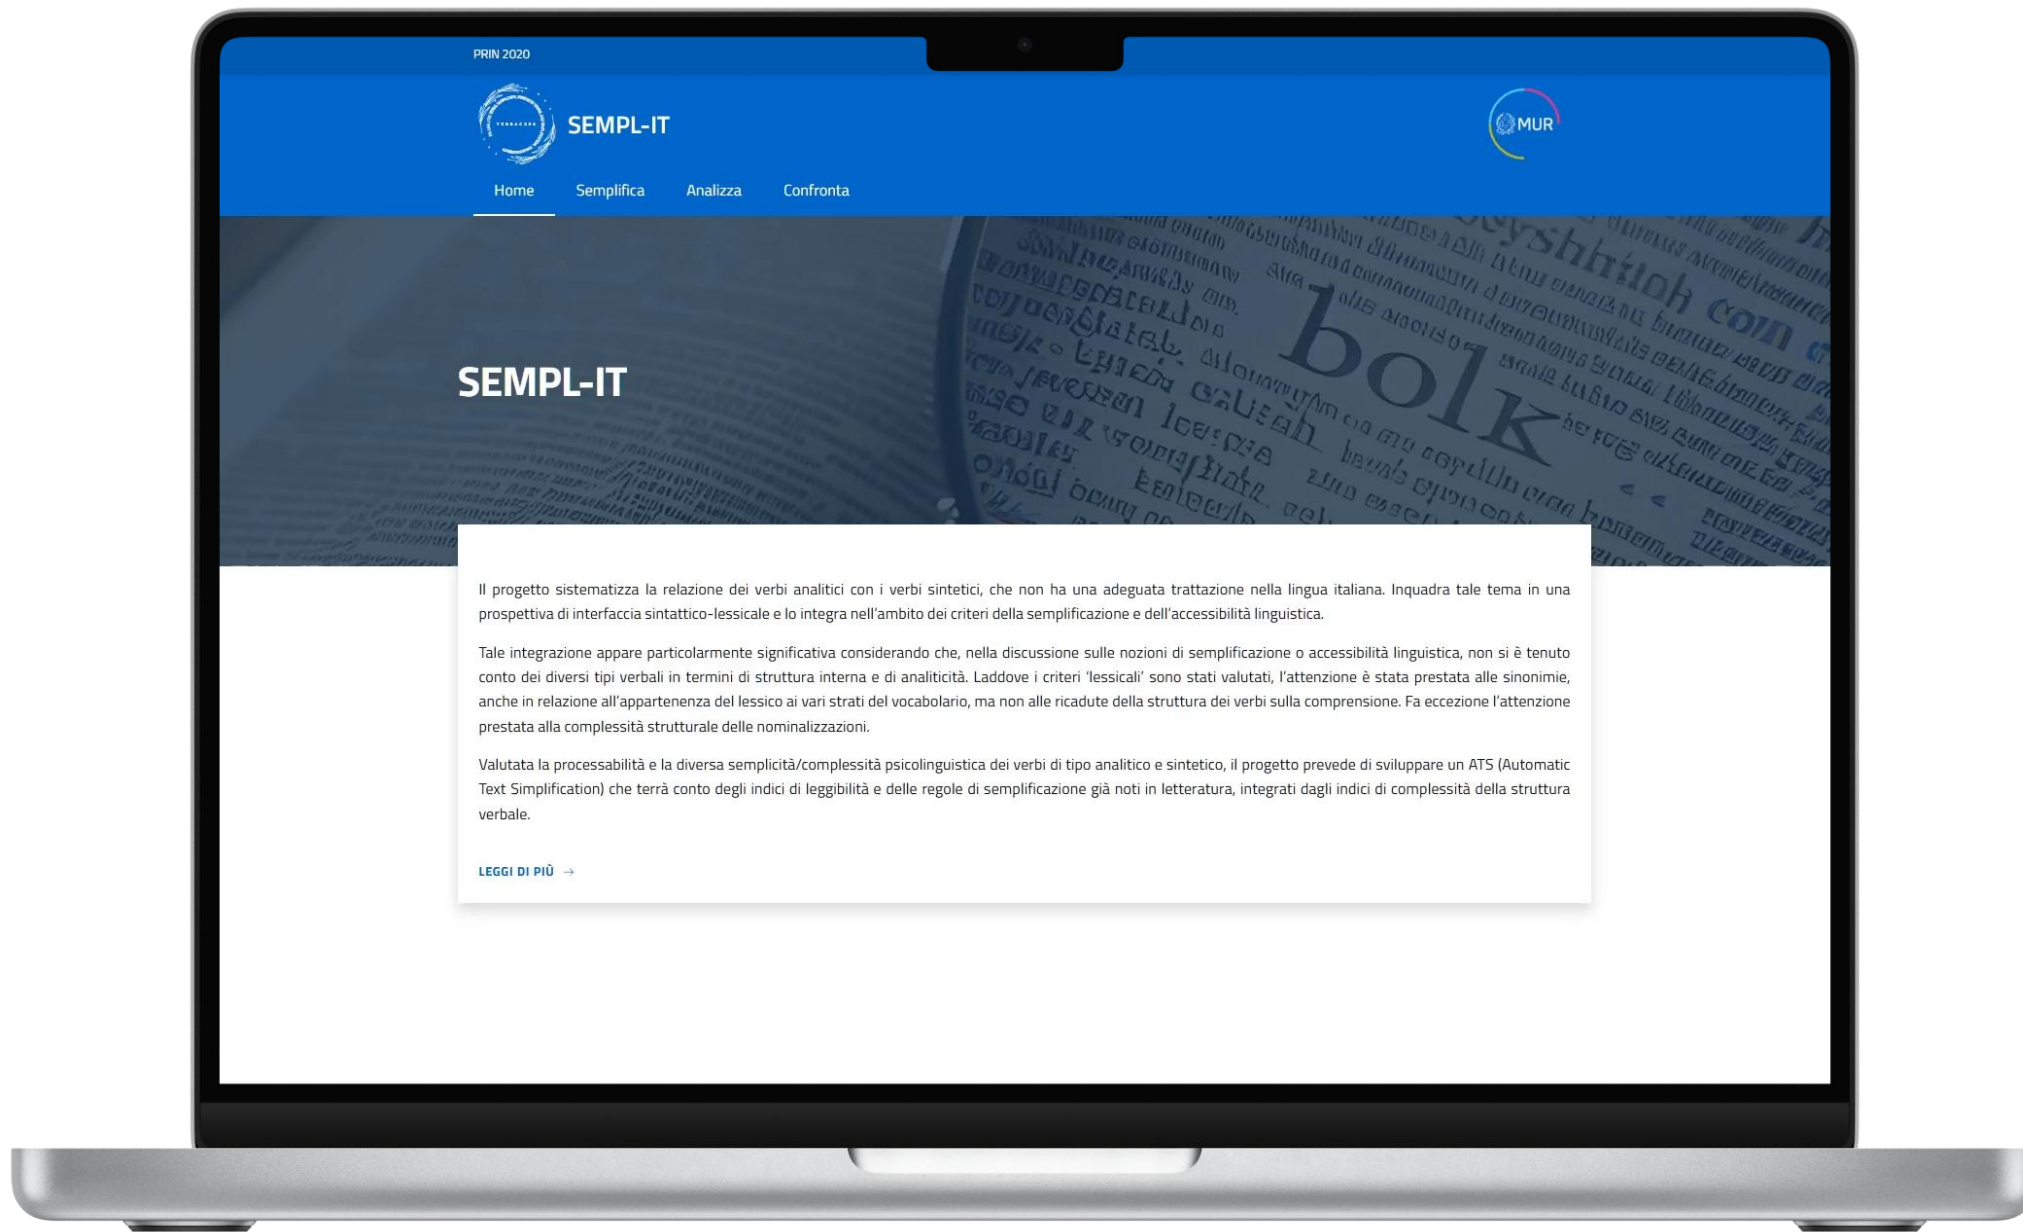 PRIN 2020
SEMPL-IT
MUR
Home Semplifica Analizza Confronta
bolk
SEMPL-IT
Il progetto sistematizza la relazione dei verbi analitici con i verbi sintetici, che non ha una adeguata trattazione nella lingua italiana. Inquadra tale tema in una
prospettiva di interfaccia sintattico-lessicale e lo integra nell’ambito dei criteri della semplificazione e dell’accessibilità linguistica.
Tale integrazione appare particolarmente significativa considerando che, nella discussione sulle nozioni di semplificazione o accessibilità linguistica, non si è tenuto
conto dei diversi tipi verbali in termini di struttura interna e di analiticità. Laddove i criteri ‘lessicali’ sono stati valutati, l’attenzione è stata prestata alle sinonimie,
anche in relazione all’appartenenza del lessico ai vari strati del vocabolario, ma non alle ricadute della struttura dei verbi sulla comprensione. Fa eccezione l’attenzione
prestata alla complessità strutturale delle nominalizzazioni.
Valutata la processabilità e la diversa semplicità/complessità psicolinguistica dei verbi di tipo analitico e sintetico, il progetto prevede di sviluppare un ATS (Automatic
Text Simplification) che terrà conto degli indici di leggibilità e delle regole di semplificazione già noti in letteratura, integrati dagli indici di complessità della struttura
verbale.
LEGGI DI PIÙ →